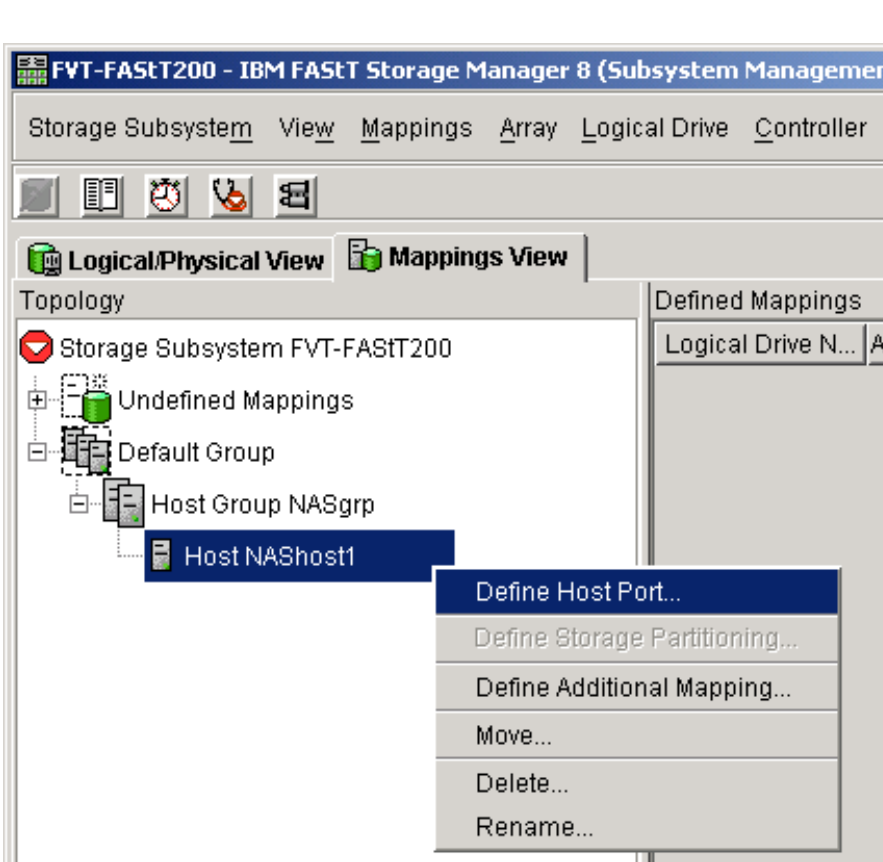 FVT-FAStT200 - IBM FAStT Storage Manager 8 (Subsystem Managemen
Storage Subsystem View Mappings Array Logical Drive Controller
Logical/Physical View Mappings View
Topology
Defined Mappings
Logical Drive N... A
Storage Subsystem FVT-FAStT200
Undefined Mappings
Default Group
Host Group NASgrp
Host NAShost1
Define Host Port...
Define Storage Partitioning...
Define Additional Mapping...
Move...
Delete...
Rename...